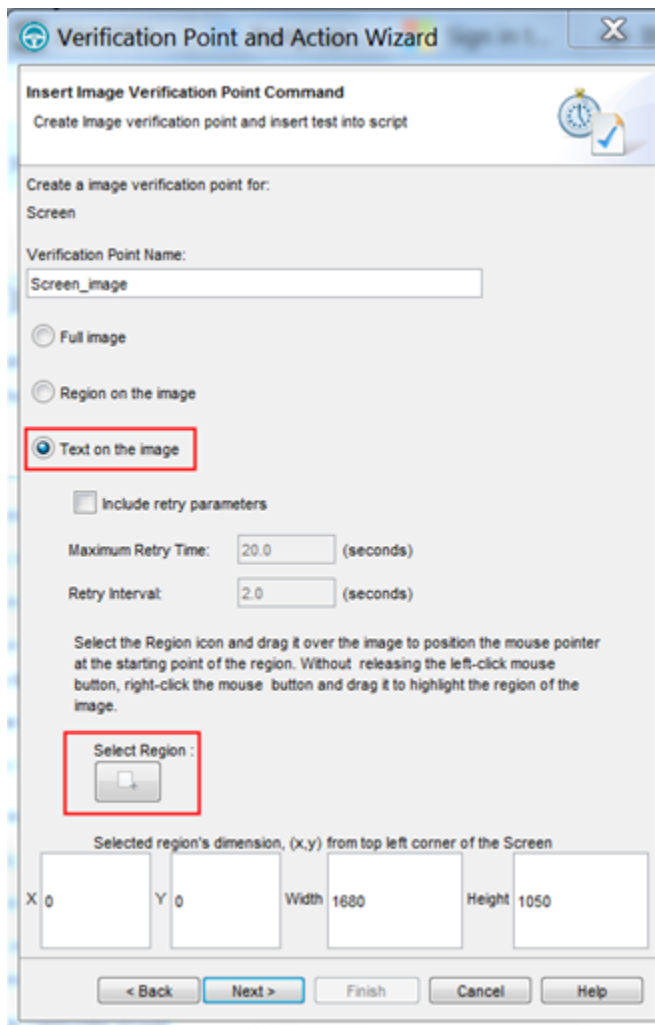 Verification Point and Action Wizard
Insert Image Verification Point Command
Create Image verification point and insert test into script
Create a image verification point for:
Screen
Verification Point Name:
Screen_image
Full image
Region on the image
Text on the image
Include retry parameters
Maximum Retry Time: 20.0 (seconds)
Retry Interval: 2.0 (seconds)
Select the Region icon and drag it over the image to position the mouse pointer
at the starting point of the region. Without releasing the left-click mouse
button, right-click the mouse button and drag it to highlight the region of the
image.
Select Region :
Selected region's dimension, (x,y) from top left corner of the Screen
X 0 Y 0 Width 1680 Height 1050
< Back Next > Finish Cancel Help